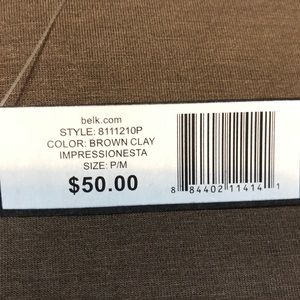 belk.com
STYLE: 8111210P
COLOR: BROWN CLAY
IMPRESSIONESTA
SIZE: P/M
$50.00
8 84402 11414 1